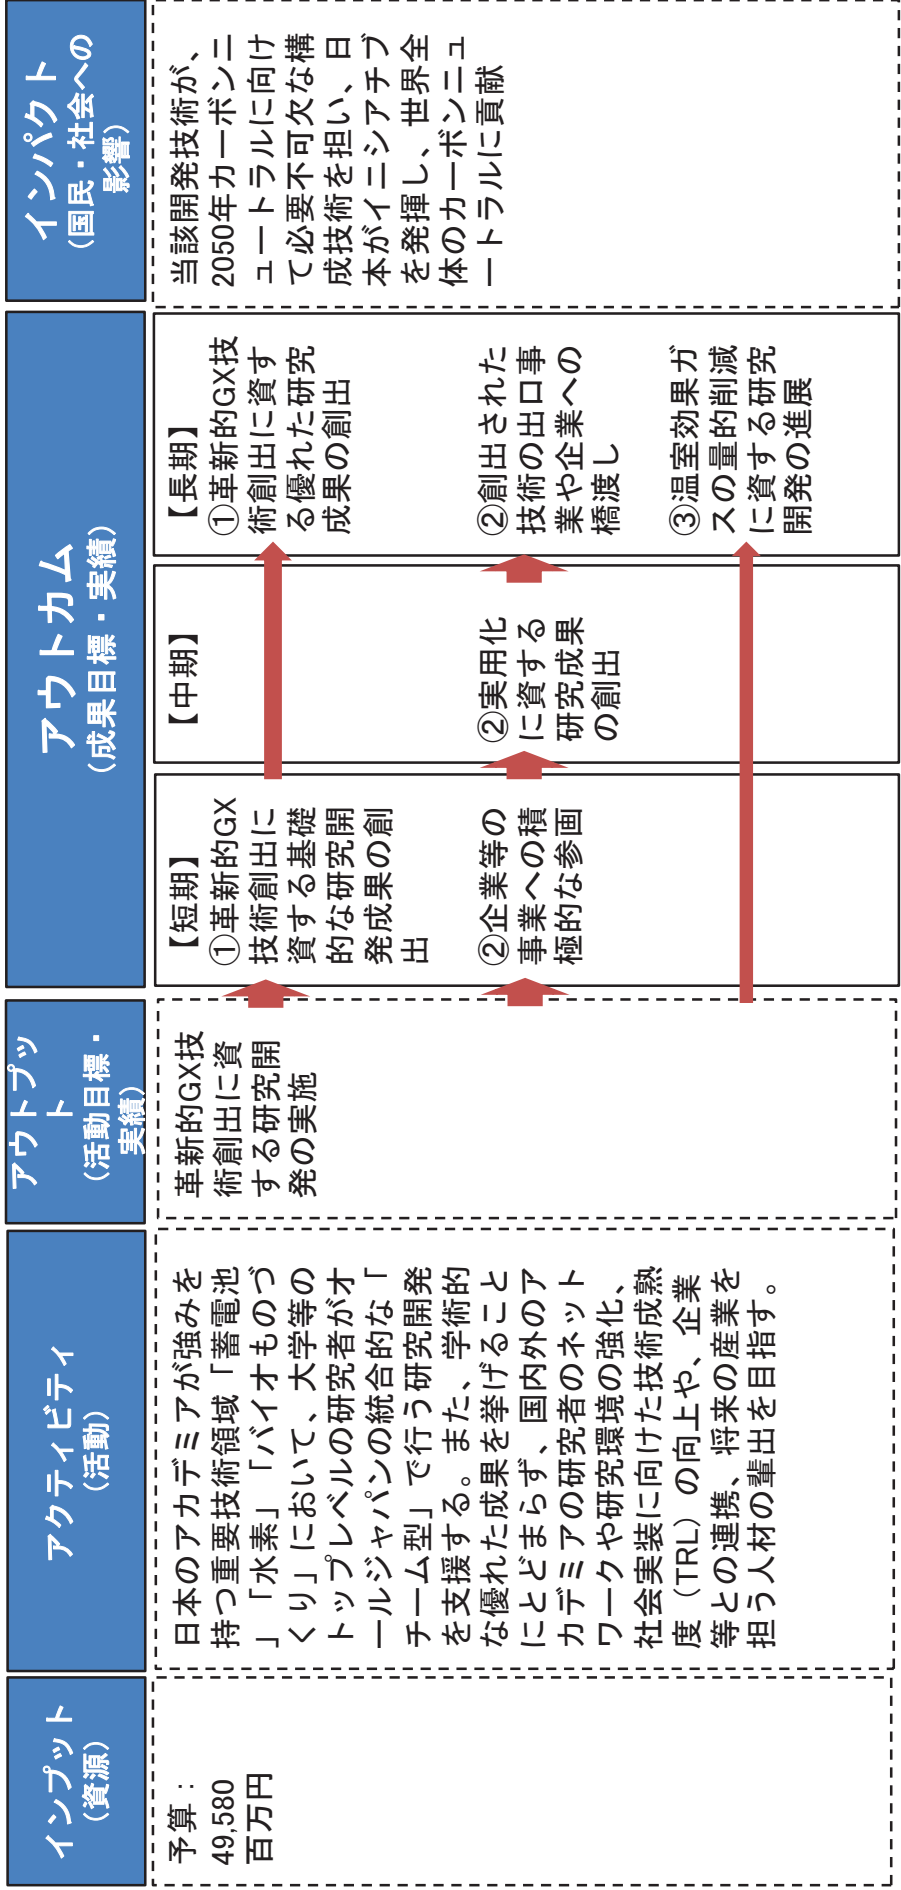 インプット
（資源）
予算：
49,580
百万円
アクティビティ
（活動）
日本のアカデミアが強みを
持つ重要技術領域「蓄電池
」「水素」「バイオものづ
くり」において、大学等の
トップレベルの研究者がオ
ールジャパンの統合的な「
チーム型」で行う研究開発
を支援する。また、学術的
な優れた成果を挙げること
にとどまらず、国内外のア
カデミアの研究者のネット
ワークや研究環境の強化、
社会実装に向けた技術成熟
度（TRL）の向上や、企業
等との連携、将来の産業を
担う人材の輩出を目指す。
アウトプッ
ト
（活動目標・
実績）
革新的GX技
術創出に資
する研究開
発の実施
アウトカム
（成果目標・実績）
【短期】
①革新的GX
技術創出に
資する基礎
的な研究開
発成果の創
出
②企業等の
事業への積
極的な参画
【中期】
②実用化
に資する
研究成果
の創出
【長期】
①革新的GX技
術創出に資す
る優れた研究
成果の創出
②創出された
技術の出口事
業や企業への
橋渡し
③温室効果ガ
スの量的削減
に資する研究
開発の進展
インパクト
（国民・社会への
影響）
当該開発技術が、
2050年カーボンニ
ュートラルに向け
て必要不可欠な構
成技術を担い、日
本がイニシアチブ
を発揮し、世界全
体のカーボンニュ
ートラルに貢献